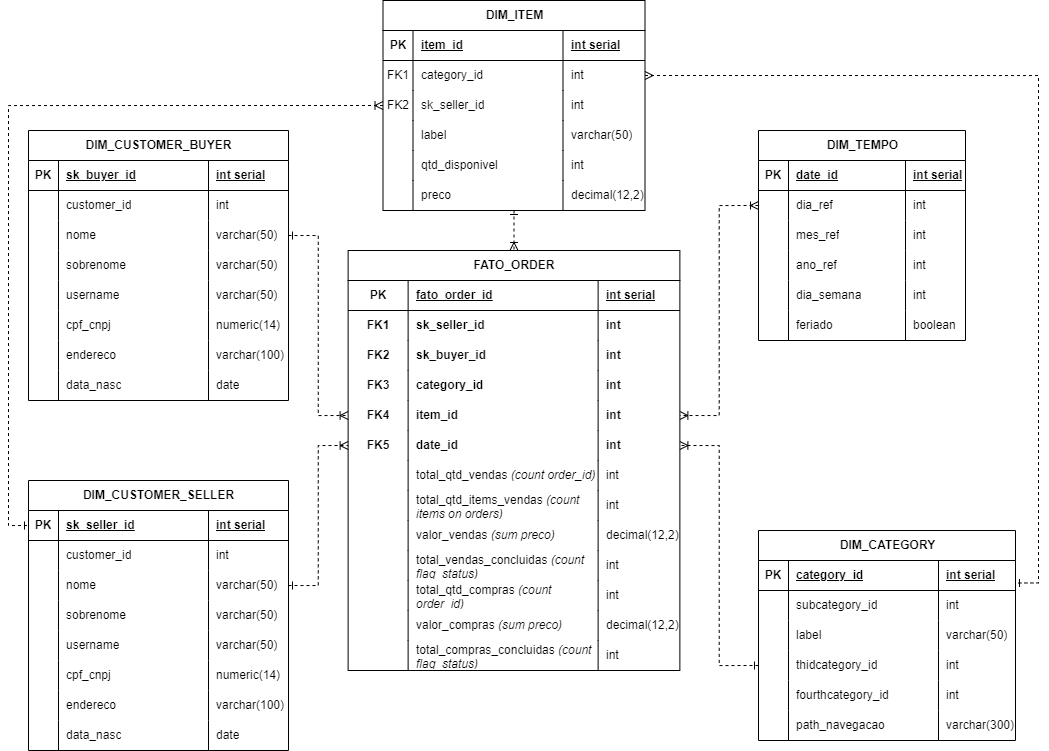 DIM_ITEM
PK item_id int serial
FK1 category_id int
FK2 sk_seller_id int
label varchar(50)
qtd_disponivel int
preco decimal(12,2)
DIM_CUSTOMER_BUYER
PK sk_buyer_id int serial
customer_id int
nome varchar(50)
sobrenome varchar(50)
username varchar(50)
cpf_cnpj numeric(14)
endereco varchar(100)
data_nasc date
DIM_TEMPO
PK date_id int serial
dia_ref int
mes_ref int
ano_ref int
dia_semana int
feriado boolean
FATO_ORDER
PK fato_order_id int serial
FK1 sk_seller_id int
FK2 sk_buyer_id int
FK3 category_id int
FK4 item_id int
FK5 date_id int
total_qtd_vendas (count order_id) int
total_qtd_items_vendas (count
items on orders) int
valor_vendas (sum preco) decimal(12,2)
total_vendas_concluidas (count
flag_status) int
total_qtd_compras (count
order_id) int
valor_compras (sum preco) decimal(12,2)
total_compras_concluidas (count
flag_status) int
DIM_CUSTOMER_SELLER
PK sk_seller_id int serial
customer_id int
nome varchar(50)
sobrenome varchar(50)
username varchar(50)
cpf_cnpj numeric(14)
endereco varchar(100)
data_nasc date
DIM_CATEGORY
PK category_id int serial
subcategory_id int
label varchar(50)
thidcategory_id int
fourthcategory_id int
path_navegacao varchar(300)